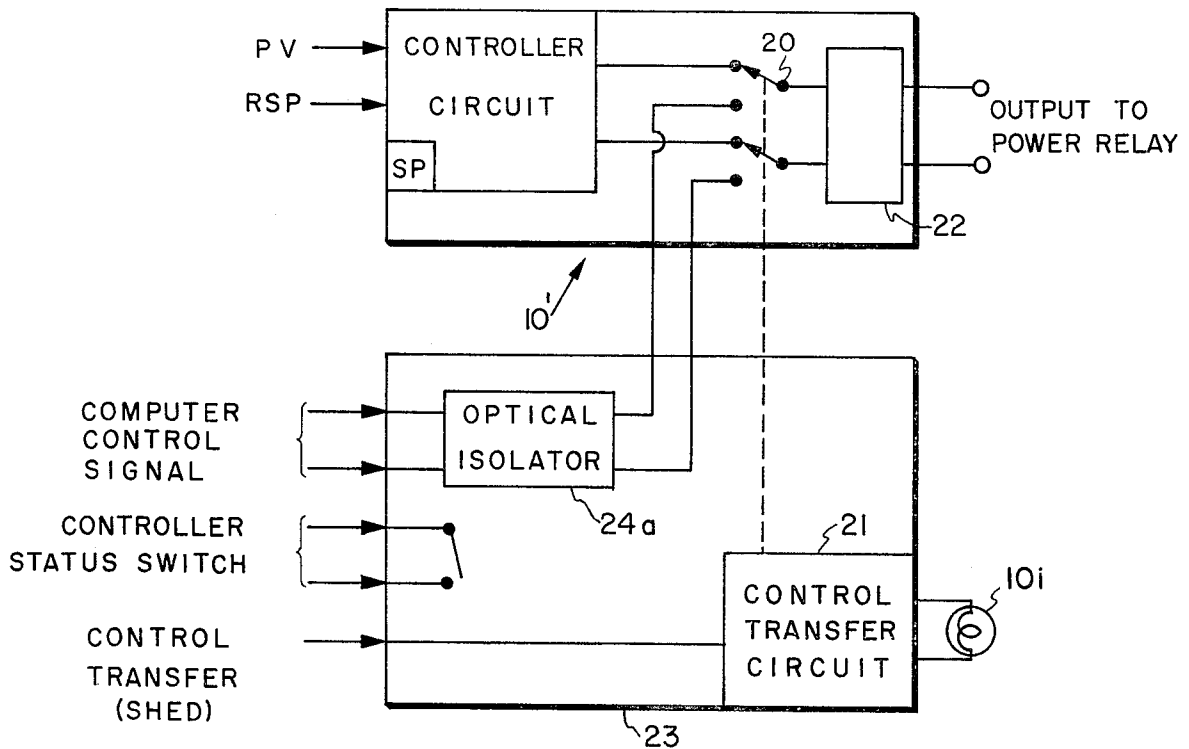 PV
CONTROLLER
CIRCUIT
RSP
SP
20
OUTPUT TO
POWER RELAY
22
10'
COMPUTER
CONTROL
SIGNAL
OPTICAL
ISOLATOR
24a
CONTROLLER
STATUS SWITCH
21
CONTROL
TRANSFER
CIRCUIT
10i
CONTROL
TRANSFER
(SHED)
23